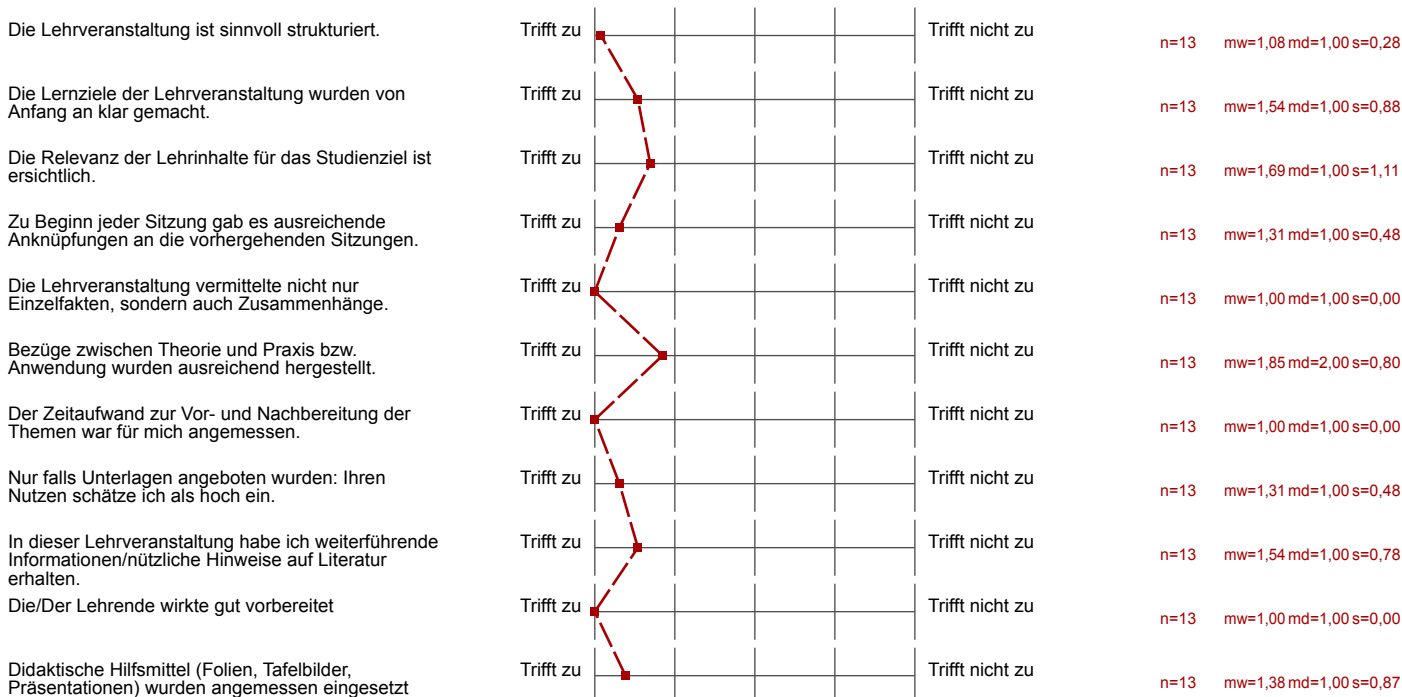 Die Lehrveranstaltung ist sinnvoll strukturiert. Trifft zu Trifft nicht zu n=13 mw=1,08 md=1,00 s=0,28
Die Lernziele der Lehrveranstaltung wurden von Trifft zu Trifft nicht zu
Anfang an klar gemacht. n=13 mw=1,54 md=1,00 s=0,88
Die Relevanz der Lehrinhalte für das Studienziel ist Trifft zu Trifft nicht zu
ersichtlich. n=13 mw=1,69 md=1,00 s=1,11
Zu Beginn jeder Sitzung gab es ausreichende Trifft zu Trifft nicht zu
Anknüpfungen an die vorhergehenden Sitzungen. n=13 mw=1,31 md=1,00 s=0,48
Die Lehrveranstaltung vermittelte nicht nur Trifft zu Trifft nicht zu
Einzelfakten, sondern auch Zusammenhänge. n=13 mw=1,00 md=1,00 s=0,00
Bezüge zwischen Theorie und Praxis bzw. Trifft zu Trifft nicht zu
Anwendung wurden ausreichend hergestellt. n=13 mw=1,85 md=2,00 s=0,80
Der Zeitaufwand zur Vor- und Nachbereitung der Trifft zu Trifft nicht zu
Themen war für mich angemessen. n=13 mw=1,00 md=1,00 s=0,00
Nur falls Unterlagen angeboten wurden: Ihren Trifft zu Trifft nicht zu
Nutzen schätze ich als hoch ein. n=13 mw=1,31 md=1,00 s=0,48
In dieser Lehrveranstaltung habe ich weiterführende Trifft zu Trifft nicht zu
Informationen/nützliche Hinweise auf Literatur n=13 mw=1,54 md=1,00 s=0,78
erhalten.
Die/Der Lehrende wirkte gut vorbereitet Trifft zu Trifft nicht zu n=13 mw=1,00 md=1,00 s=0,00
Didaktische Hilfsmittel (Folien, Tafelbilder, Trifft zu Trifft nicht zu
Präsentationen) wurden angemessen eingesetzt n=13 mw=1,38 md=1,00 s=0,87